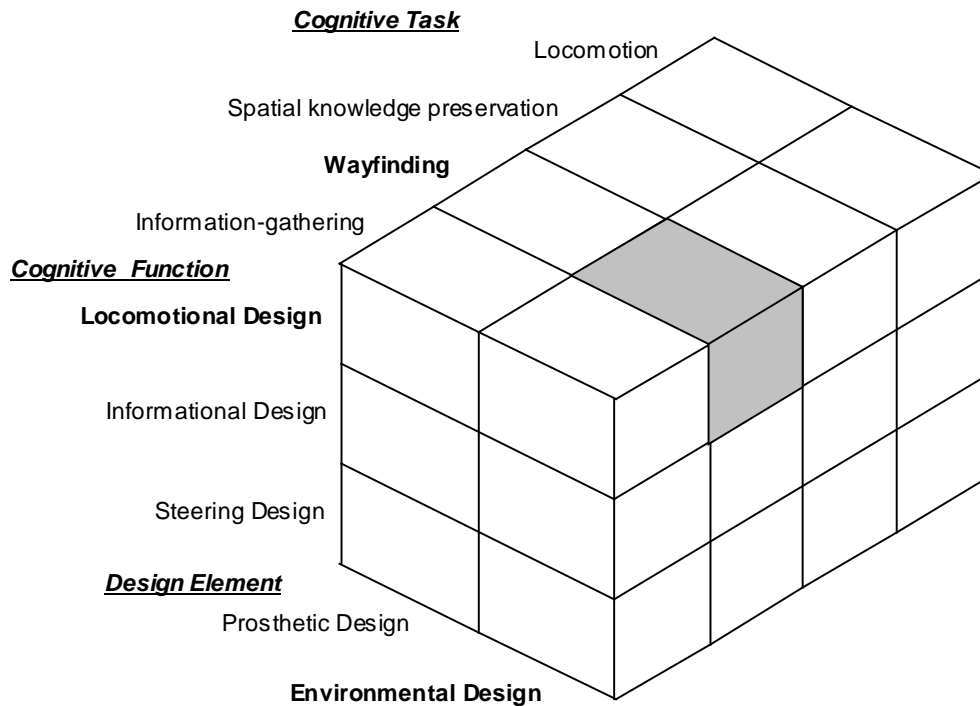 Cognitive Task
Locomotion
Spatial knowledge preservation
Wayfinding
Information-gathering
Cognitive Function
Locomotional Design
Informational Design
Steering Design
Design Element
Prosthetic Design
Environmental Design